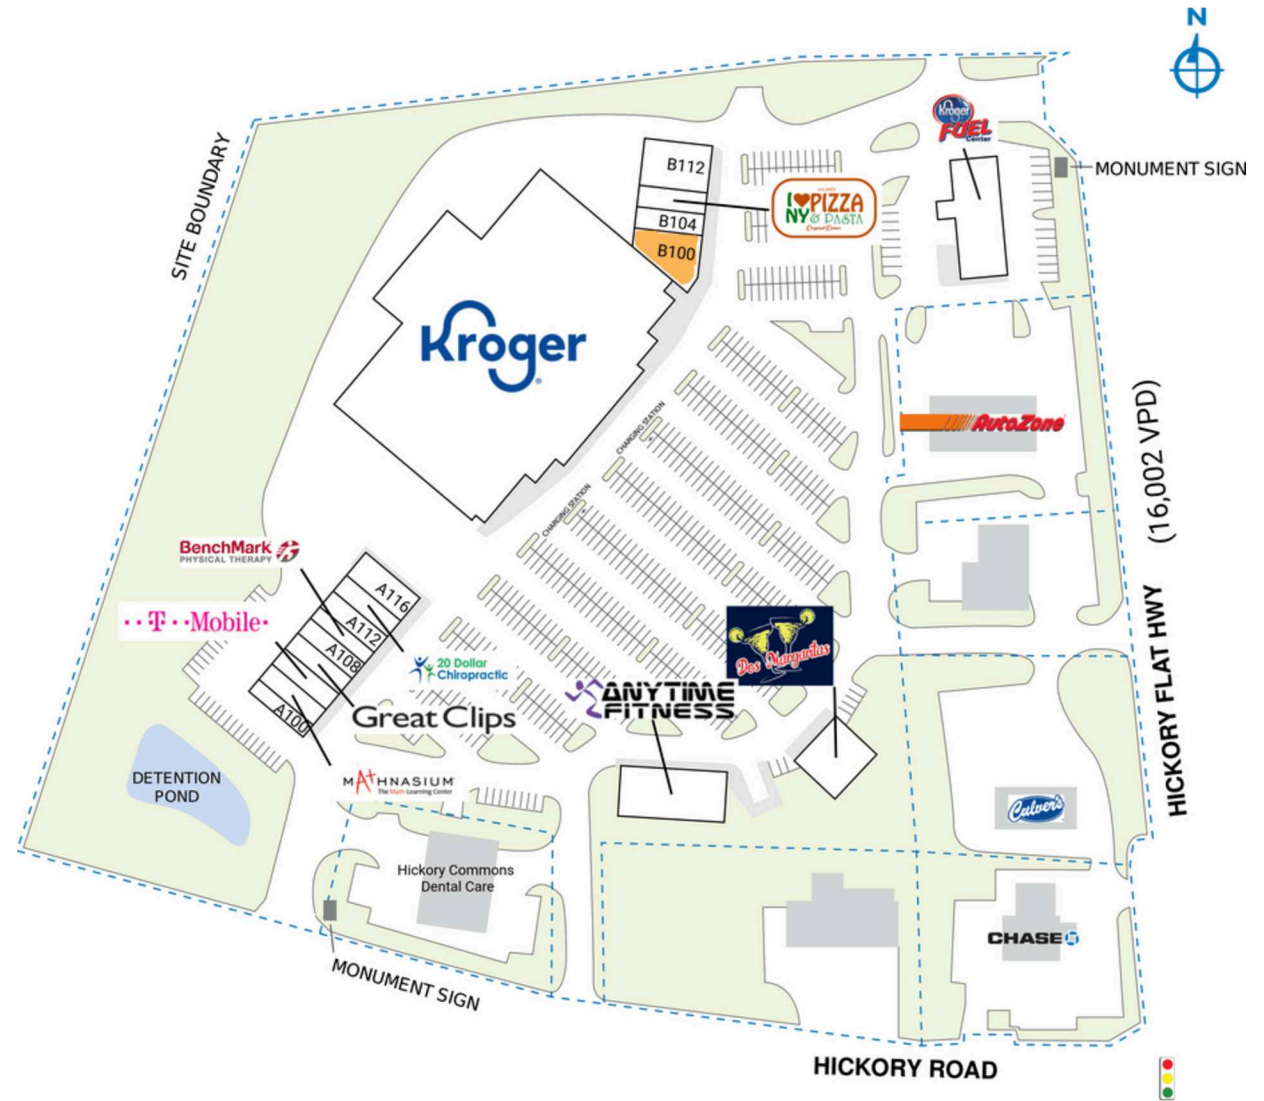 N
Kroger
FUEL
Center
MONUMENT SIGN
SITE BOUNDARY
B112
I♥PIZZA
NY & PASTA
B104
B100
Kroger
AutoZone
(16,002 VPD)
HICKORY FLAT HWY
CHARGING STATION
CHARGING STATION
BenchMark
PHYSICAL THERAPY
T Mobile
A116
A112
A108
A100
20 Dollar
Chiropractic
Great Clips
MATHNASIUM
The Math Learning Center
ANYTIME
FITNESS
Dos Margaritas
DETENTION
POND
Culver's
Hickory Commons
Dental Care
CHASE
MONUMENT SIGN
HICKORY ROAD